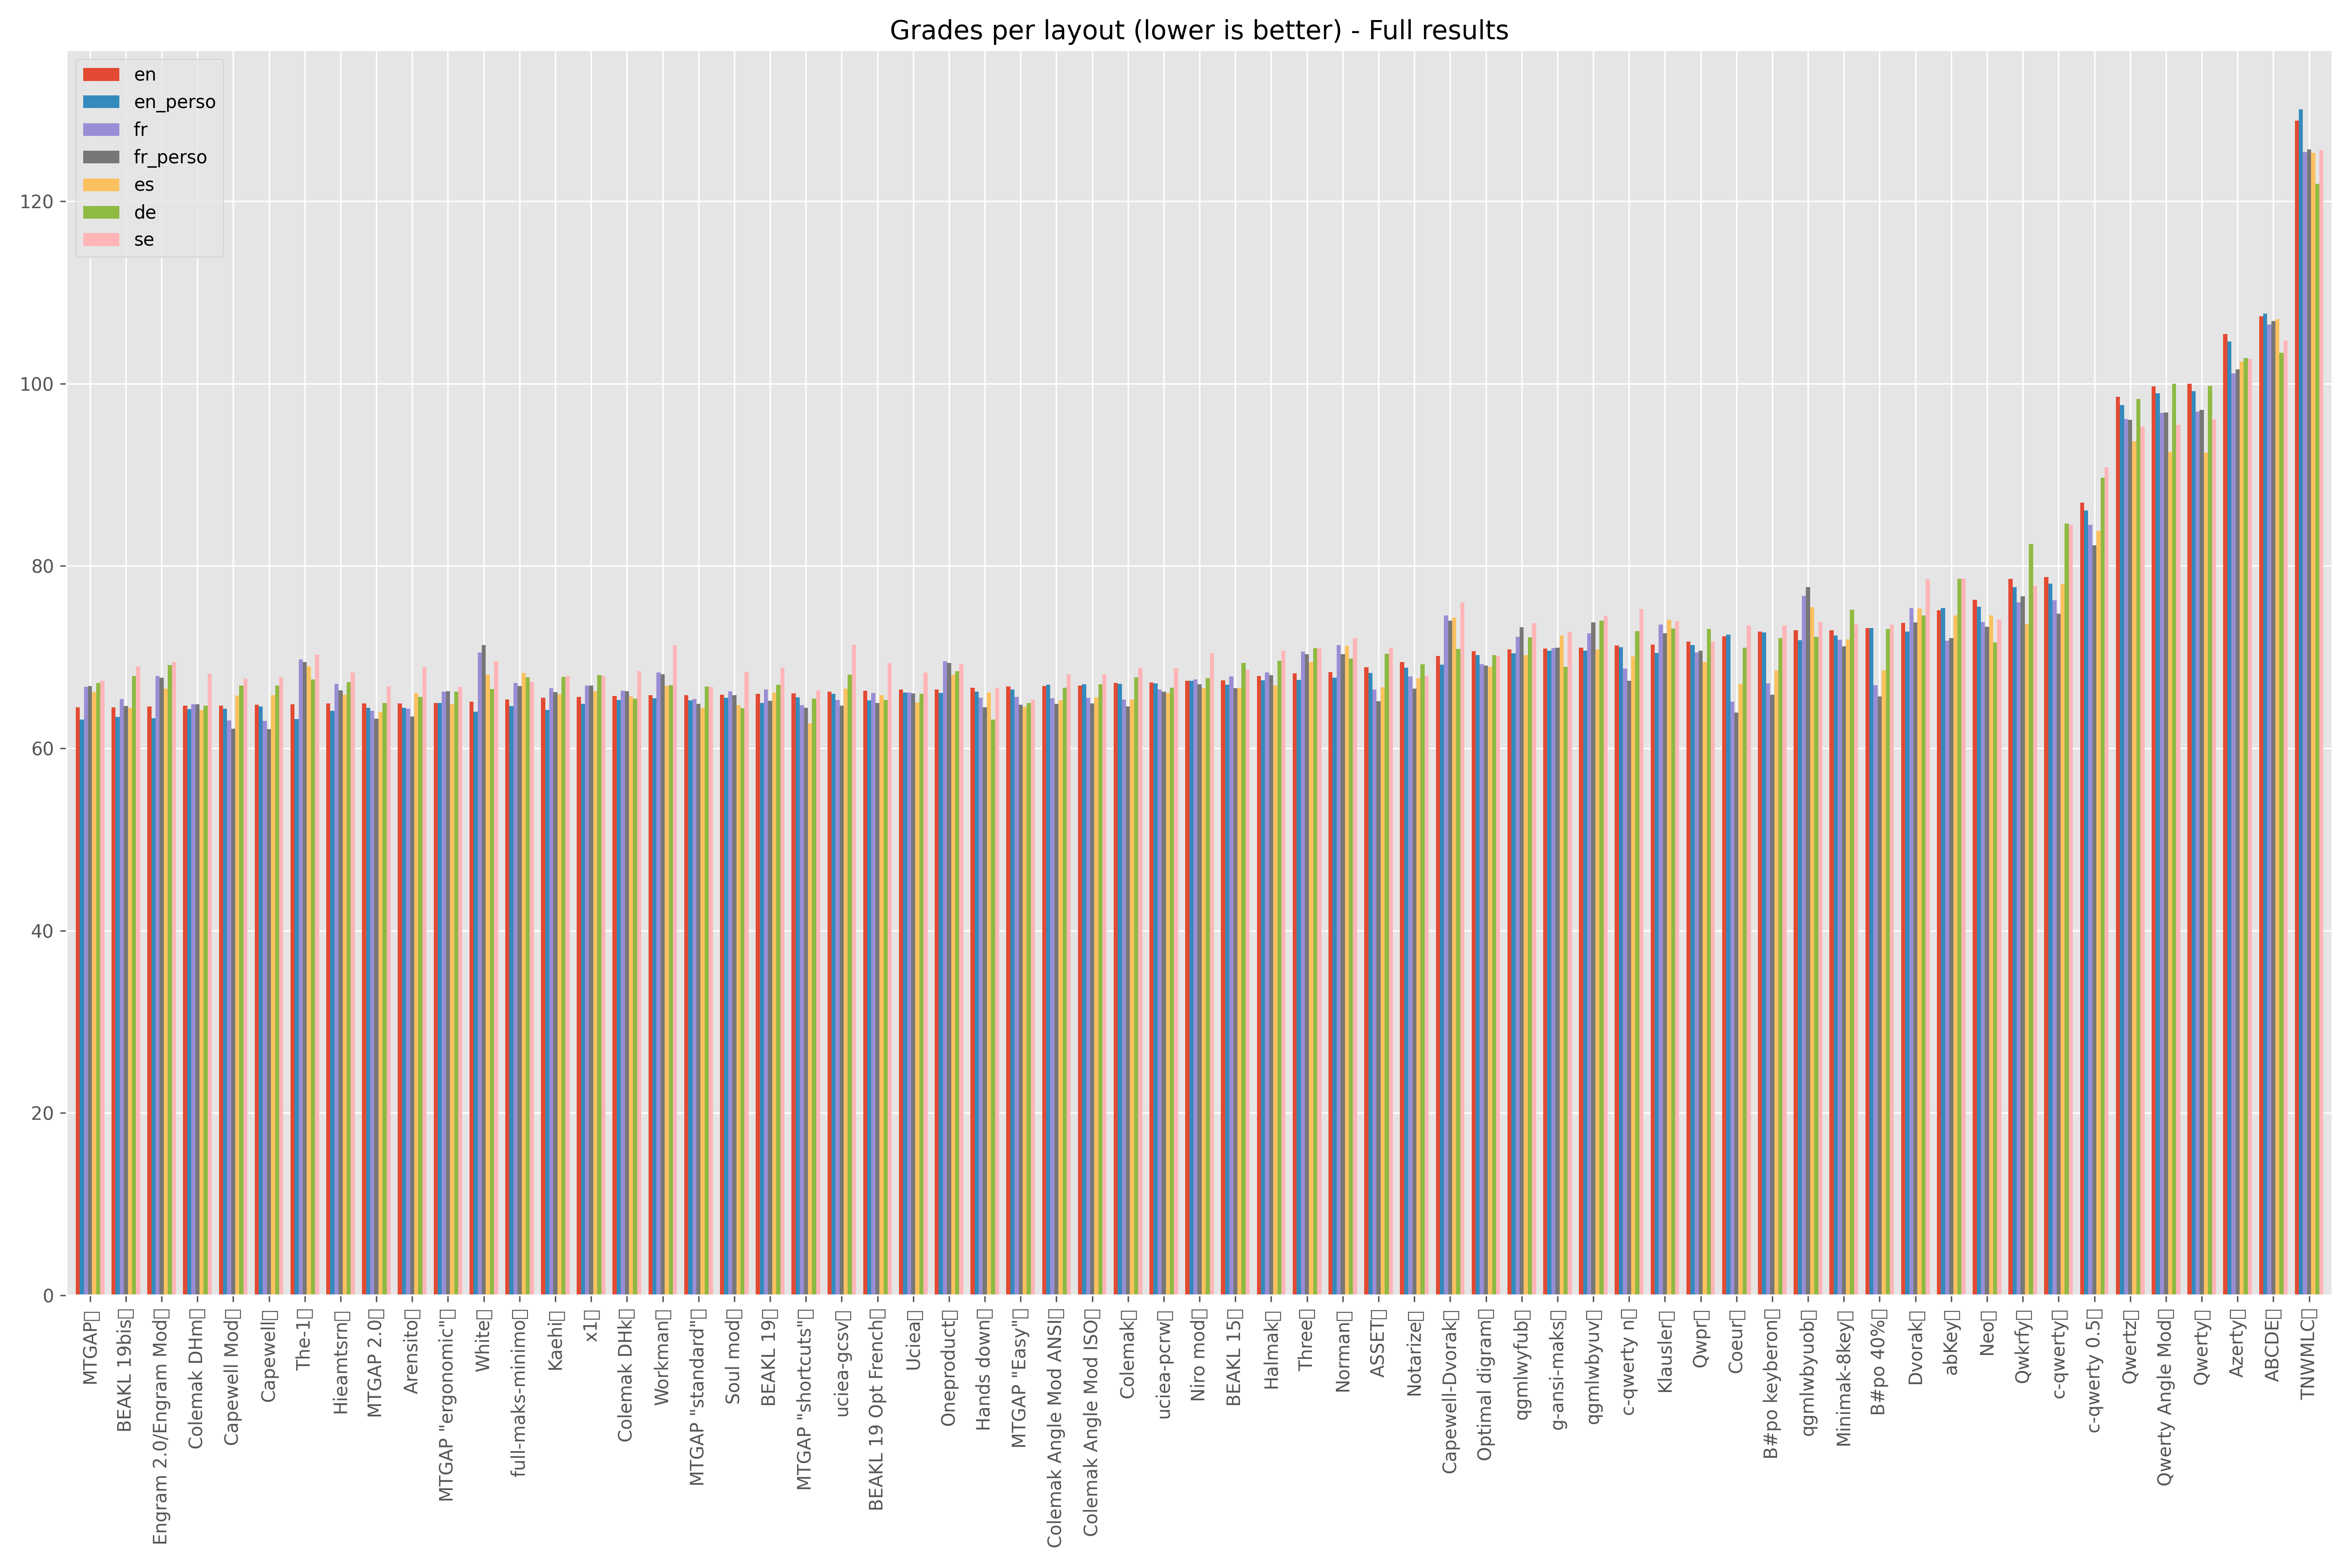 Grades per layout (lower is better) - Full results
en
en_perso
fr
fr_perso
es
de
se
120
100
80
60
40
20
0
MTGAP
BEAKL 19bis
Engram 2.0/Engram Mod
Colemak DHm
Capewell Mod
Capewell
The-1
Hieamtsrn
MTGAP 2.0
Arensito
MTGAP "ergonomic"
White
full-maks-minimo
Kaehi
x1
Colemak DHk
Workman
MTGAP "standard"
Soul mod
BEAKL 19
MTGAP "shortcuts"
uciea-gcsv
BEAKL 19 Opt French
Uciea
Oneproduct
Hands down
MTGAP "Easy"
Colemak Angle Mod ANSI
Colemak Angle Mod ISO
Colemak
uciea-pcrw
Niro mod
BEAKL 15
Halmak
Three
Norman
ASSET
Notarize
Capewell-Dvorak
Optimal digram
qgmlwyfub
g-ansi-maks
qgmlwbyuv
c-qwerty n
Klausler
Qwpr
Coeur
B#po keyberon
qgmlwbyuob
Minimak-8key
B#po 40%
Dvorak
abKey
Neo
Qwkrfy
c-qwerty
c-qwerty 0.5
Qwertz
Qwerty Angle Mod
Qwerty
Azerty
ABCDE
TNWMLC